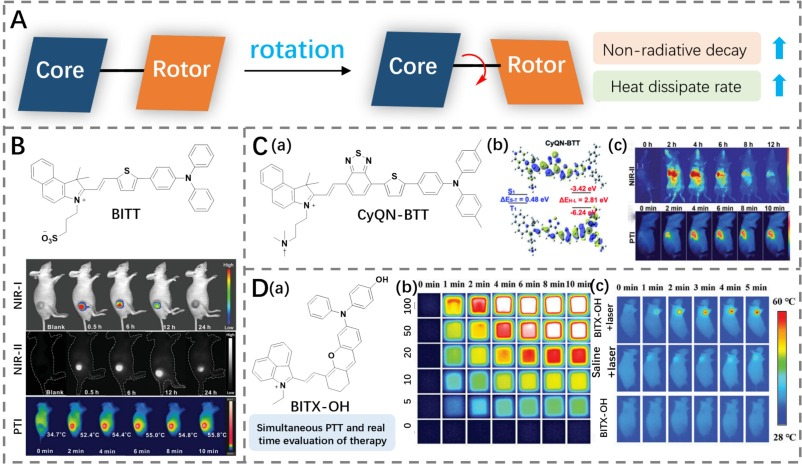 A
Core
Rotor
rotation
Core
Rotor
Non-radiative decay
Heat dissipate rate
B
S
N
N
+
⁻O₃S
BITT
NIR-I
High
Low
Blank
0.5 h
6 h
12 h
24 h
NIR-II
High
Low
Blank
0.5 h
6 h
12 h
24 h
PTI
34.7°C
52.4°C
54.4°C
55.0°C
54.8°C
55.8°C
0 min
2 min
4 min
6 min
8 min
10 min
C
(a)
N S N
S
N
N
+
N
CyQN-BTT
(b)
CyQN-BTT
S₁
ΔE S-T = 0.48 eV
T₁
-3.42 eV
ΔE H-L = 2.81 eV
-6.24 eV
(c)
0 h
2 h
4 h
6 h
8 h
12 h
NIR-II
0 min
2 min
4 min
6 min
8 min
10 min
PTI
D
(a)
OH
N
O
N
+
BITX-OH
Simultaneous PTT and real
time evaluation of therapy
(b)
0 min
1 min
2 min
4 min
6 min
8 min
10 min
100
50
20
10
5
0
(c)
0 min
1 min
2 min
3 min
4 min
5 min
BITX-OH
+laser
Saline
+laser
BITX-OH
60 ℃
28 ℃